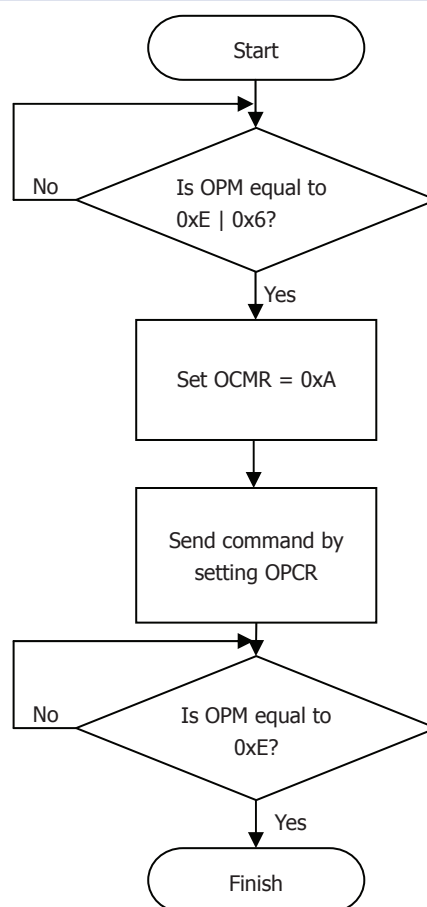 Start
No
Is OPM equal to
0xE | 0x6?
Yes
Set OCMR = 0xA
Send command by
setting OPCR
No
Is OPM equal to
0xE?
Yes
Finish